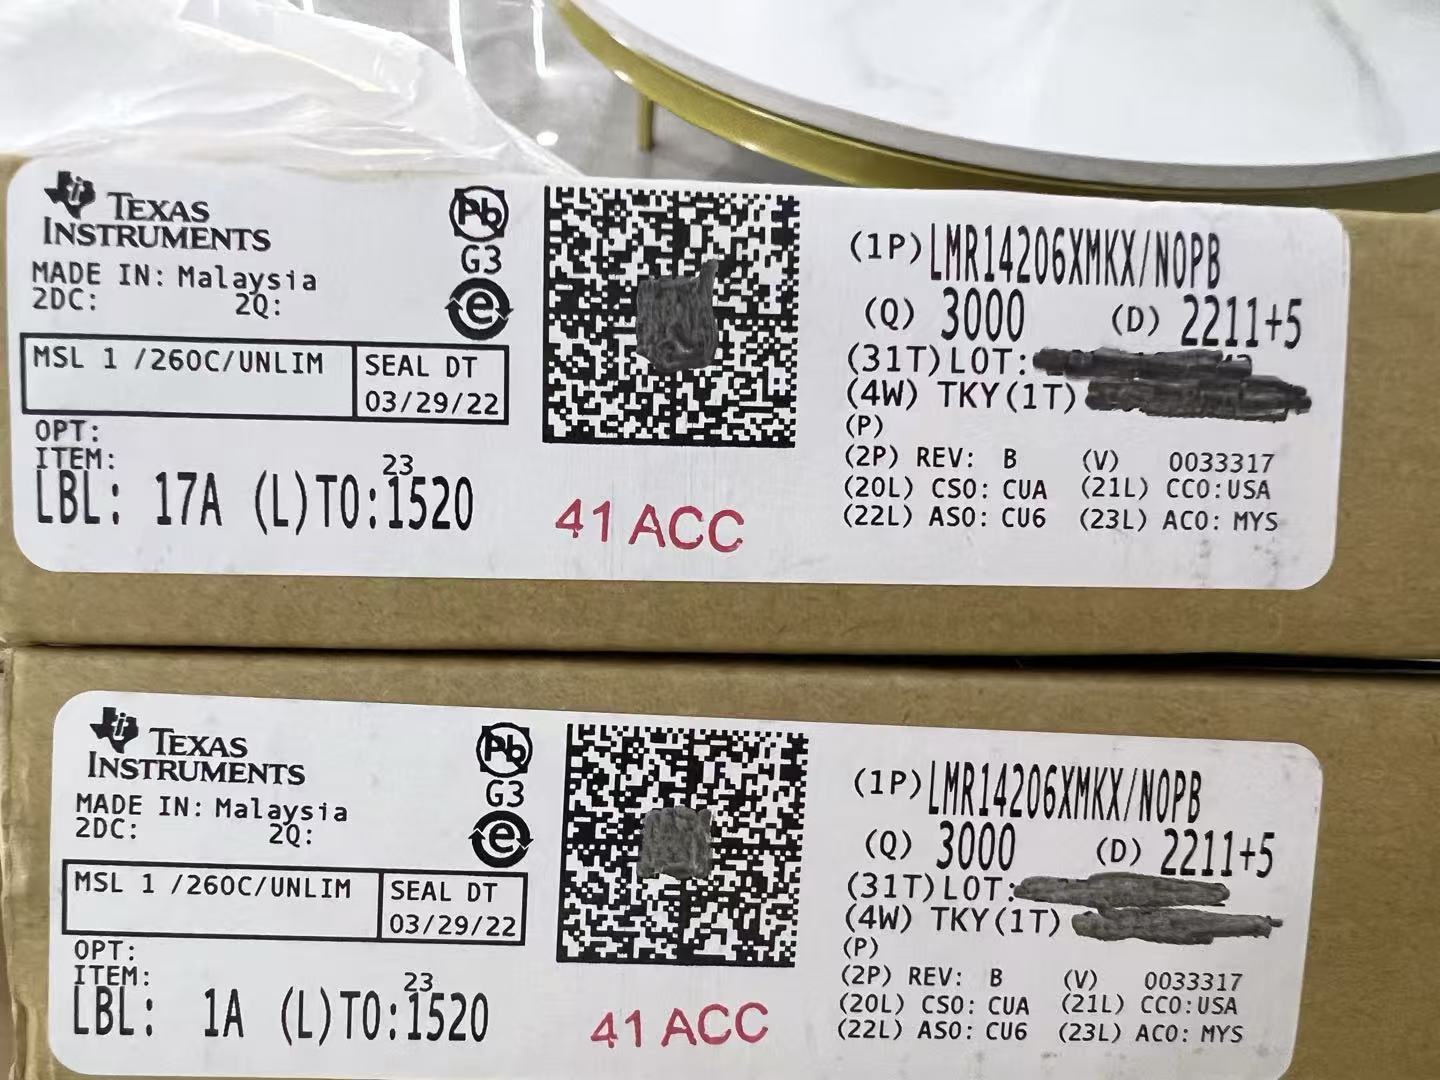 TEXAS
INSTRUMENTS
MADE IN: Malaysia
2DC: 2Q:
MSL 1 /260C/UNLIM
SEAL DT
03/29/22
OPT:
ITEM:
23
LBL: 17A (L)TO:1520
Pb
G3
e
41 ACC
(1P)LMR14206XMKX/NOPB
(Q) 3000 (D) 2211+5
(31T)LOT:
(4W) TKY(1T)
(P)
(2P) REV: B (V) 0033317
(20L) CSO: CUA (21L) CCO:USA
(22L) ASO: CU6 (23L) ACO: MYS
TEXAS
INSTRUMENTS
MADE IN: Malaysia
2DC: 2Q:
MSL 1 /260C/UNLIM
SEAL DT
03/29/22
OPT:
ITEM:
23
LBL: 1A (L)TO:1520
Pb
G3
e
41 ACC
(1P)LMR14206XMKX/NOPB
(Q) 3000 (D) 2211+5
(31T)LOT:
(4W) TKY(1T)
(P)
(2P) REV: B (V) 0033317
(20L) CSO: CUA (21L) CCO:USA
(22L) ASO: CU6 (23L) ACO: MYS